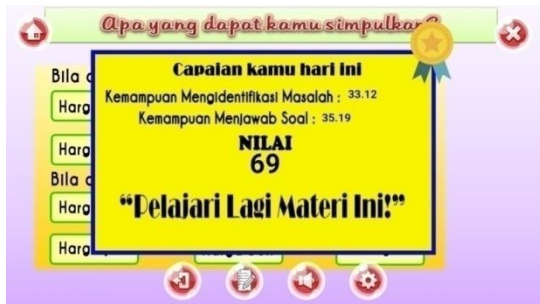 Apa yang dapat kamu simpulkan?
Capaian kamu hari ini
Bila
Kemampuan Mengidentifikasi Masalah : 33.12
Harg
Kemampuan Menjawab Soal : 35.19
NILAI
Harg
69
Bila
"Pelajari Lagi Materi Ini!"
Harg
Harg